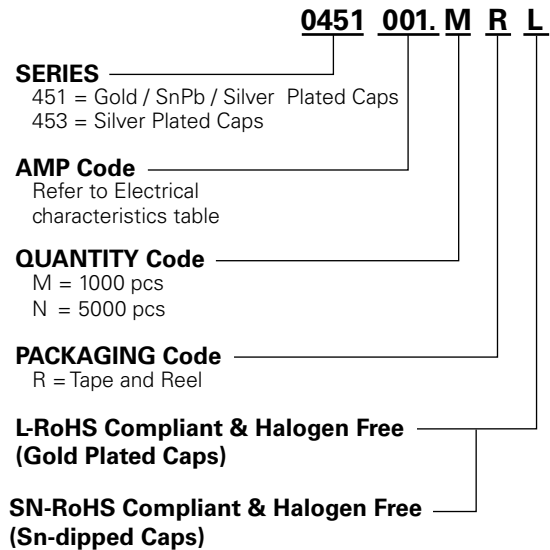 0451 001. M R L
SERIES
451 = Gold / SnPb / Silver Plated Caps
453 = Silver Plated Caps
AMP Code
Refer to Electrical
characteristics table
QUANTITY Code
M = 1000 pcs
N = 5000 pcs
PACKAGING Code
R = Tape and Reel
L-RoHS Compliant & Halogen Free
(Gold Plated Caps)
SN-RoHS Compliant & Halogen Free
(Sn-dipped Caps)